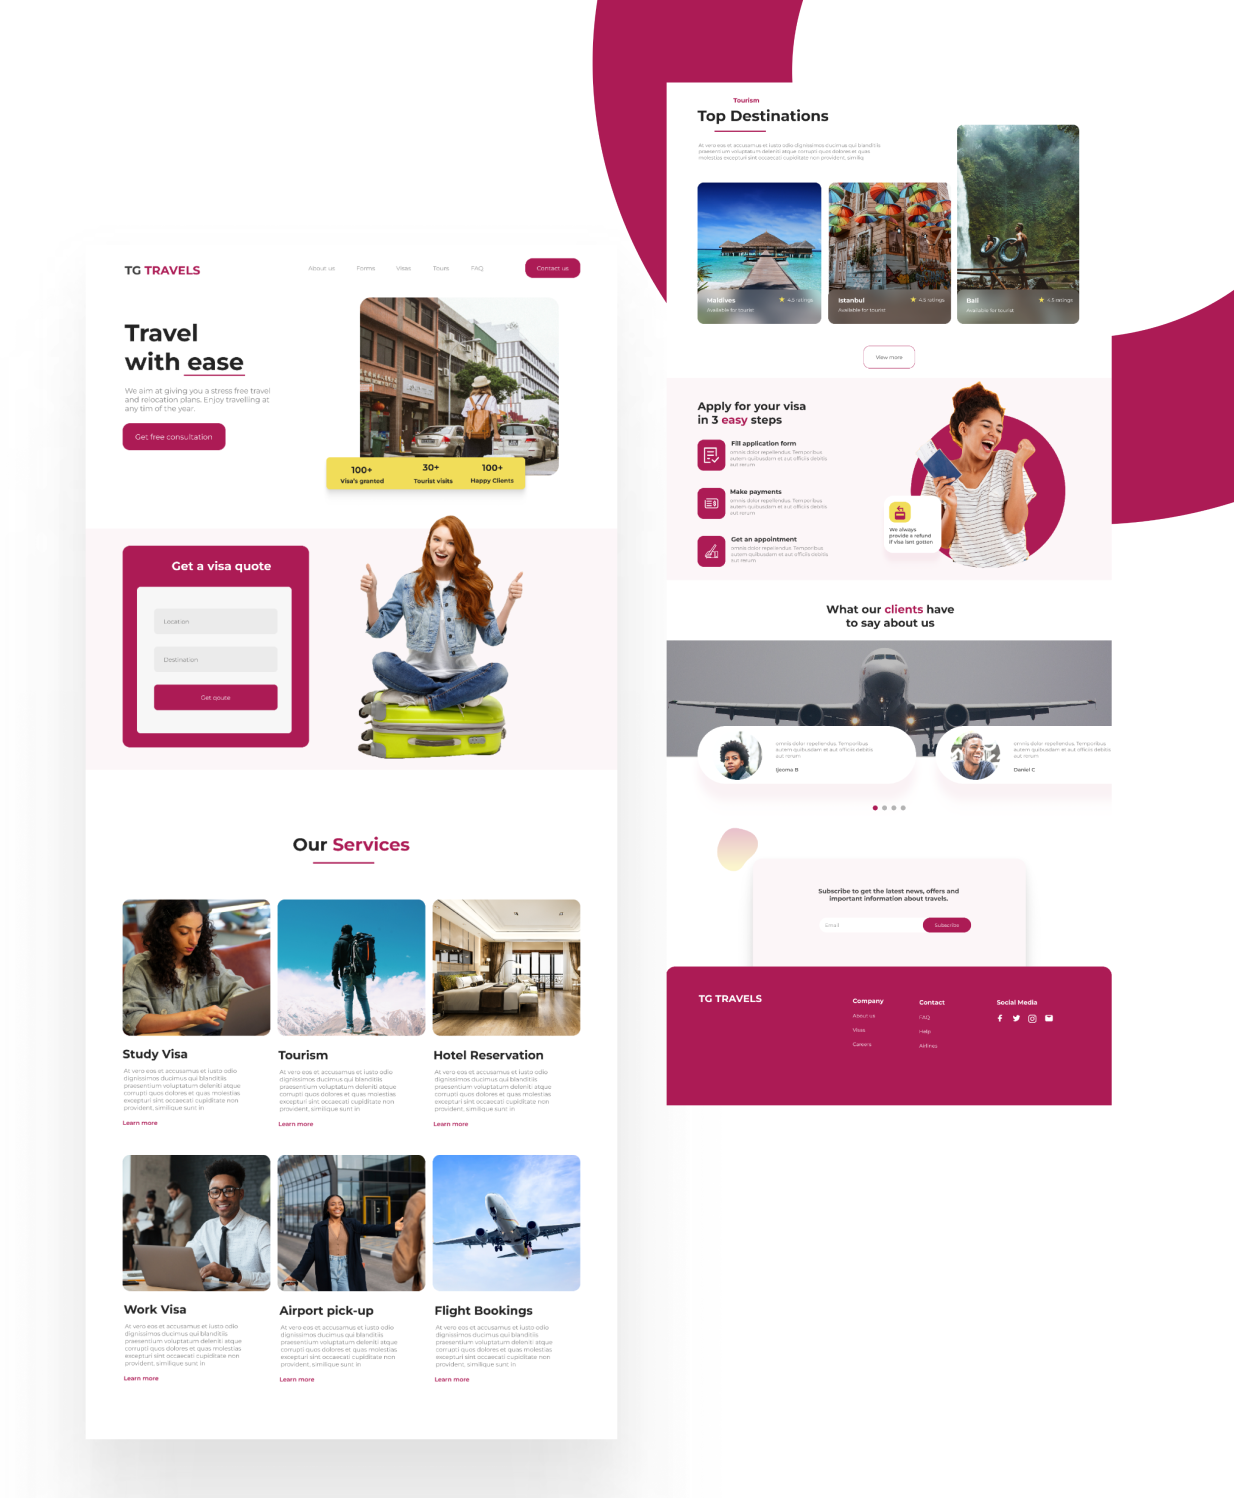 TG TRAVELS
About us
Forms
Visas
Tours
FAQ
Contact us
Travel
with ease
We aim at giving you a stress free travel
and relocation plans. Enjoy travelling at
any tim of the year.
Get free consultation
100+
Visa's granted
30+
Tourist visits
100+
Happy Clients
Get a visa quote
Location
Destination
Get qoute
Our Services
Study Visa
At vero eos et accusamus et iusto odio
dignissimos ducimus qui blanditiis
praesentium voluptatum deleniti atque
corrupti quos dolores et quas molestias
excepturi sint occaecati cupiditate non
provident, similique sunt in
Learn more
Tourism
At vero eos et accusamus et iusto odio
dignissimos ducimus qui blanditiis
praesentium voluptatum deleniti atque
corrupti quos dolores et quas molestias
excepturi sint occaecati cupiditate non
provident, similique sunt in
Learn more
Hotel Reservation
At vero eos et accusamus et iusto odio
dignissimos ducimus qui blanditiis
praesentium voluptatum deleniti atque
corrupti quos dolores et quas molestias
excepturi sint occaecati cupiditate non
provident, similique sunt in
Learn more
Work Visa
At vero eos et accusamus et iusto odio
dignissimos ducimus qui blanditiis
praesentium voluptatum deleniti atque
corrupti quos dolores et quas molestias
excepturi sint occaecati cupiditate non
provident, similique sunt in
Learn more
Airport pick-up
At vero eos et accusamus et iusto odio
dignissimos ducimus qui blanditiis
praesentium voluptatum deleniti atque
corrupti quos dolores et quas molestias
excepturi sint occaecati cupiditate non
provident, similique sunt in
Learn more
Flight Bookings
At vero eos et accusamus et iusto odio
dignissimos ducimus qui blanditiis
praesentium voluptatum deleniti atque
corrupti quos dolores et quas molestias
excepturi sint occaecati cupiditate non
provident, similique sunt in
Learn more
Tourism
Top Destinations
At vero eos et accusamus et iusto odio dignissimos ducimus qui blanditiis
praesentium voluptatum deleniti atque corrupti quos dolores et quas
molestias excepturi sint occaecati cupiditate non provident, similiq
Maldives
4.5 ratings
Available for tourist
Istanbul
4.5 ratings
Available for tourist
Bali
4.5 ratings
Available for tourist
View more
Apply for your visa
in 3 easy steps
Fill application form
omnis dolor repellendus. Temporibus
autem quibusdam et aut officiis debitis
aut rerum
Make payments
omnis dolor repellendus. Temporibus
autem quibusdam et aut officiis debitis
aut rerum
Get an appointment
omnis dolor repellendus. Temporibus
autem quibusdam et aut officiis debitis
aut rerum
We always
provide a refund
if visa isnt gotten
What our clients have
to say about us
omnis dolor repellendus. Temporibus
autem quibusdam et aut officiis debitis
aut rerum
Ijeoma B
omnis dolor repellendus. Temporibus
autem quibusdam et aut officiis debitis
aut rerum
Daniel C
Subscribe to get the latest news, offers and
important information about travels.
Email
Subscribe
TG TRAVELS
Company
About us
Visas
Careers
Contact
FAQ
Help
Airlines
Social Media